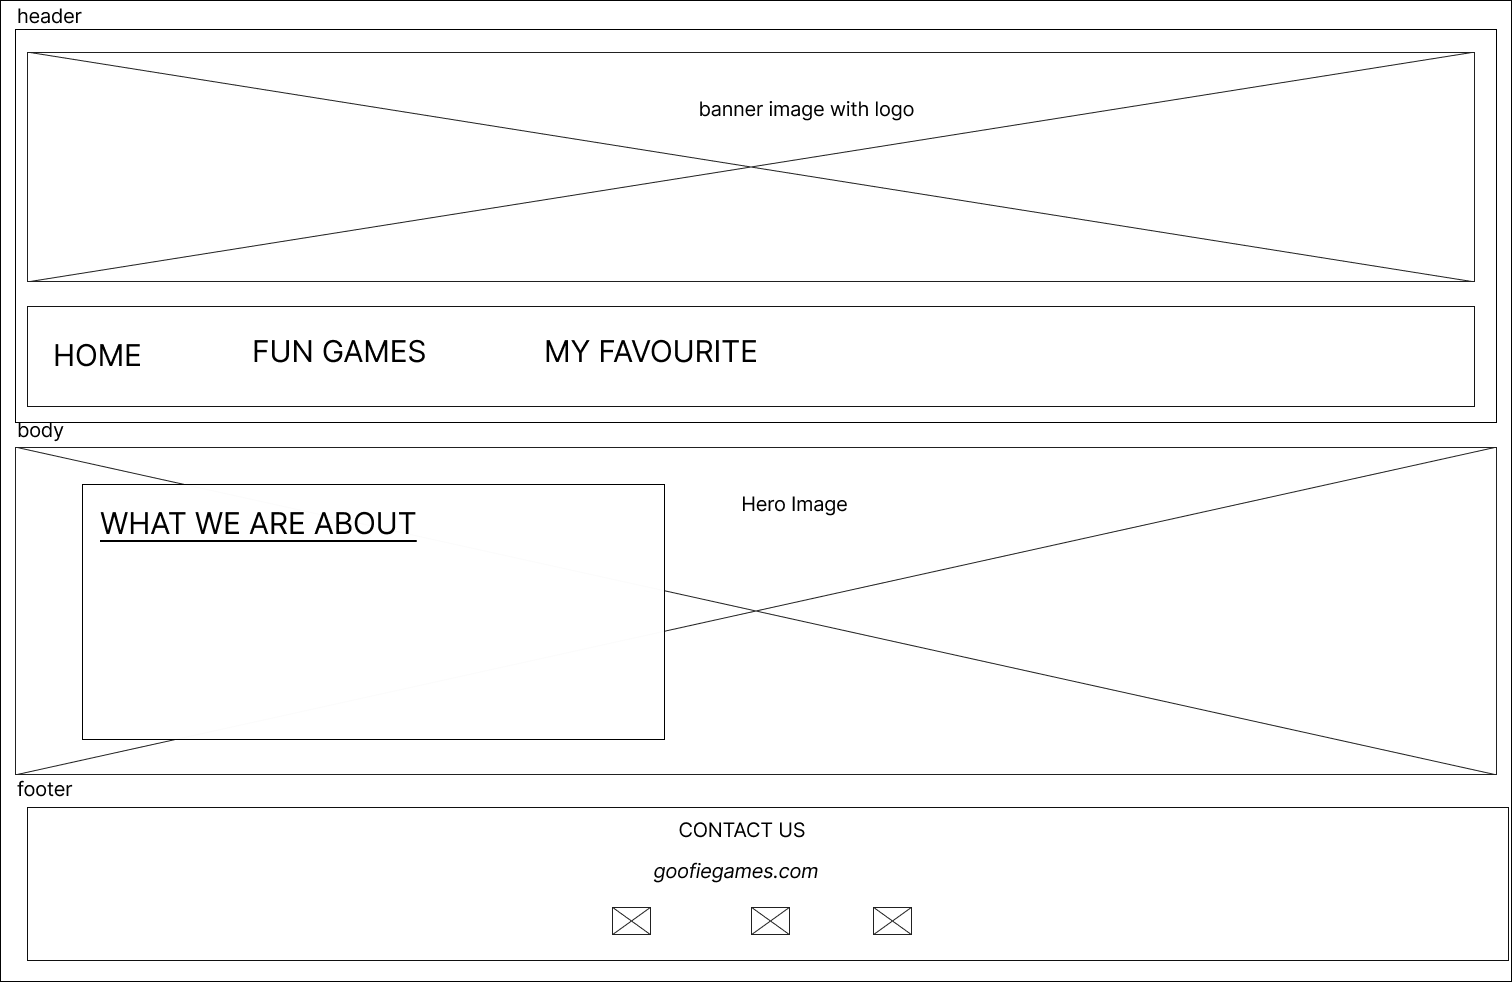 header
banner image with logo
HOME FUN GAMES MY FAVOURITE
body
Hero Image
WHAT WE ARE ABOUT
footer
CONTACT US
goofiegames.com